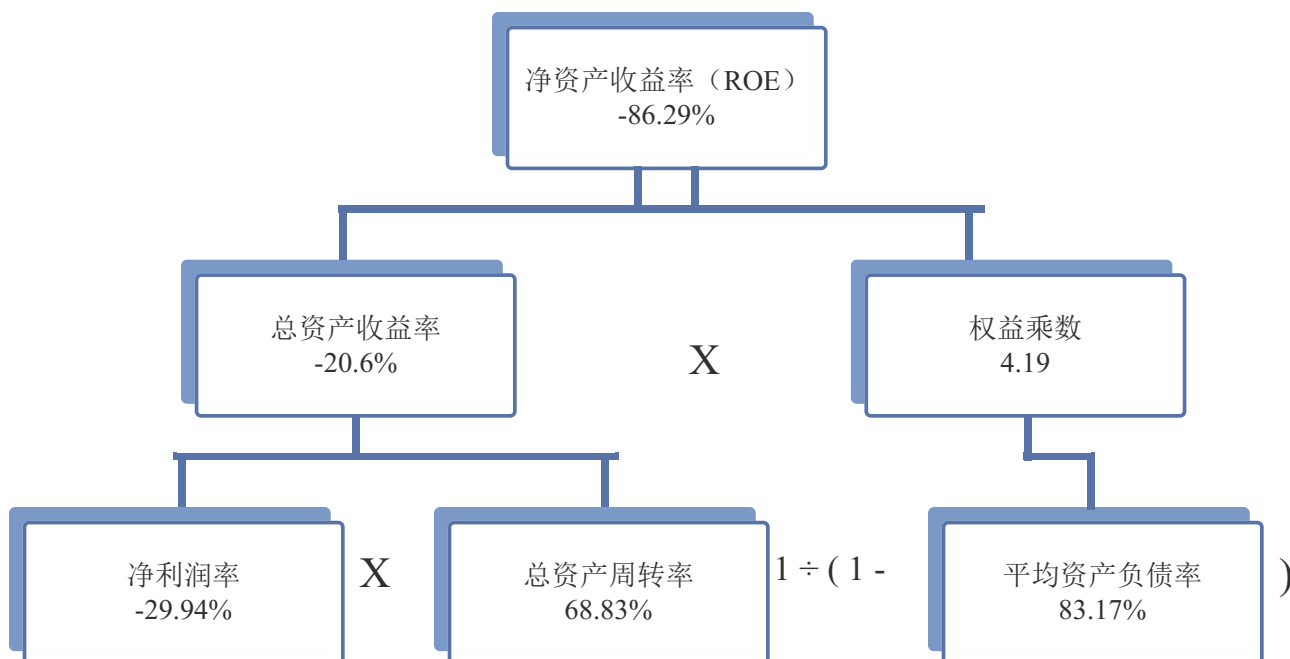 净资产收益率（ROE）
-86.29%
总资产收益率
-20.6%
X
权益乘数
4.19
净利润率
-29.94%
X
总资产周转率
68.83%
1 ÷ ( 1 -
平均资产负债率
83.17%
)